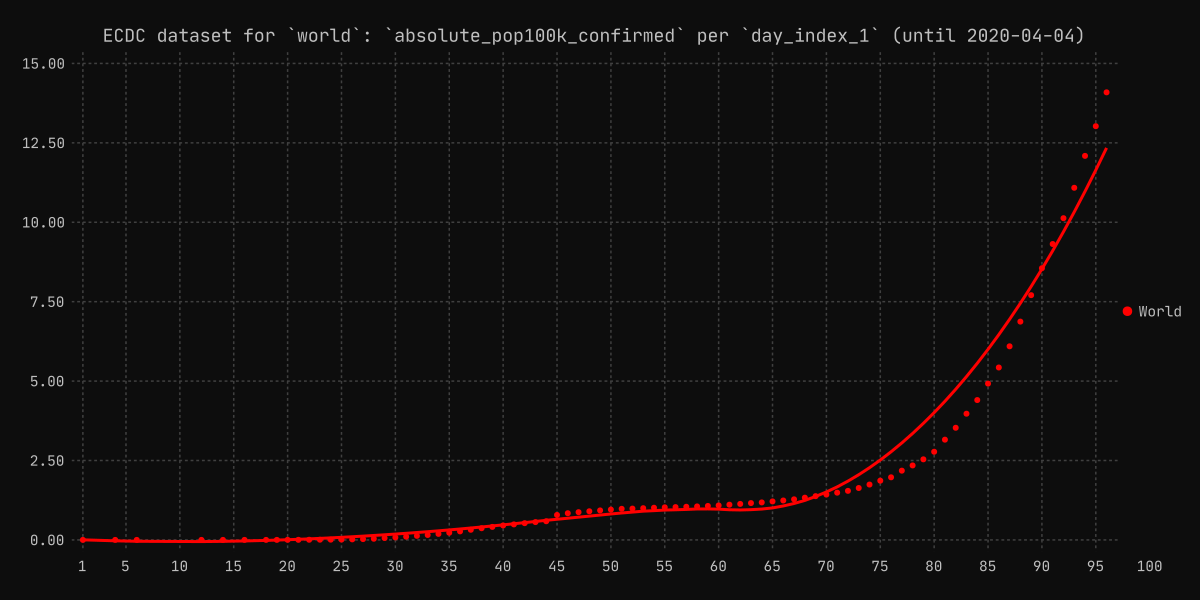 ECDC dataset for `world`: `absolute_pop100k_confirmed` per `day_index_1` (until 2020-04-04)
15.00
12.50
10.00
7.50
5.00
2.50
0.00
World
1 5 10 15 20 25 30 35 40 45 50 55 60 65 70 75 80 85 90 95 100